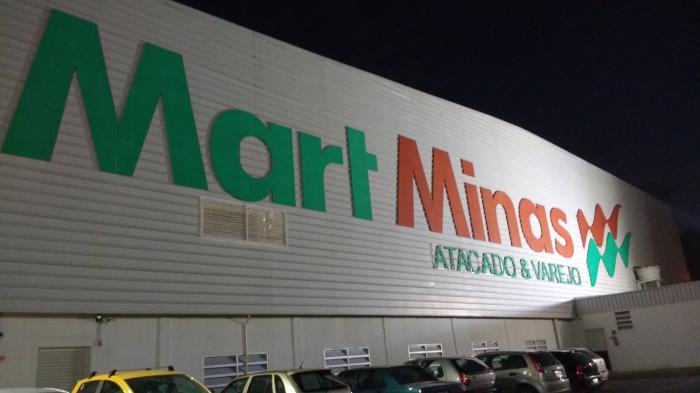 Mart Minas
ATACADO & VAREJO